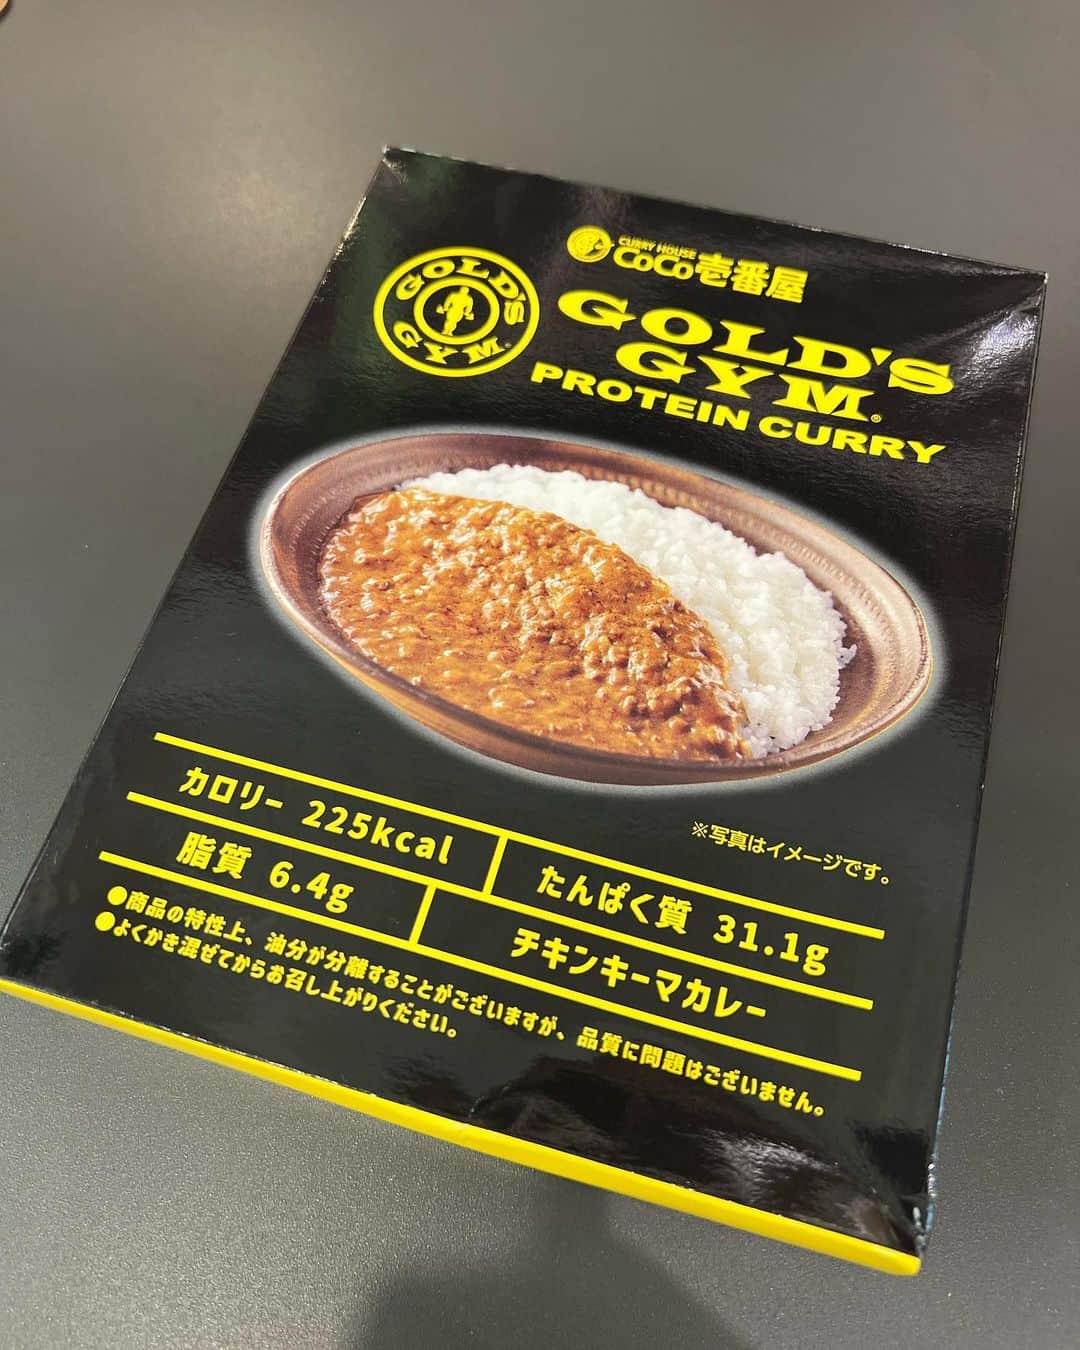 CURRY HOUSE
CoCo壱番屋
GOLD'S
GYM
GOLD'S
GYM®
PROTEIN CURRY
※写真はイメージです。
カロリー 225kcal
たんぱく質 31.1g
脂質 6.4g
チキンキーマカレー
●商品の特性上、油分が分離することがございますが、品質に問題はございません。
●よくかき混ぜてからお召し上がりください。